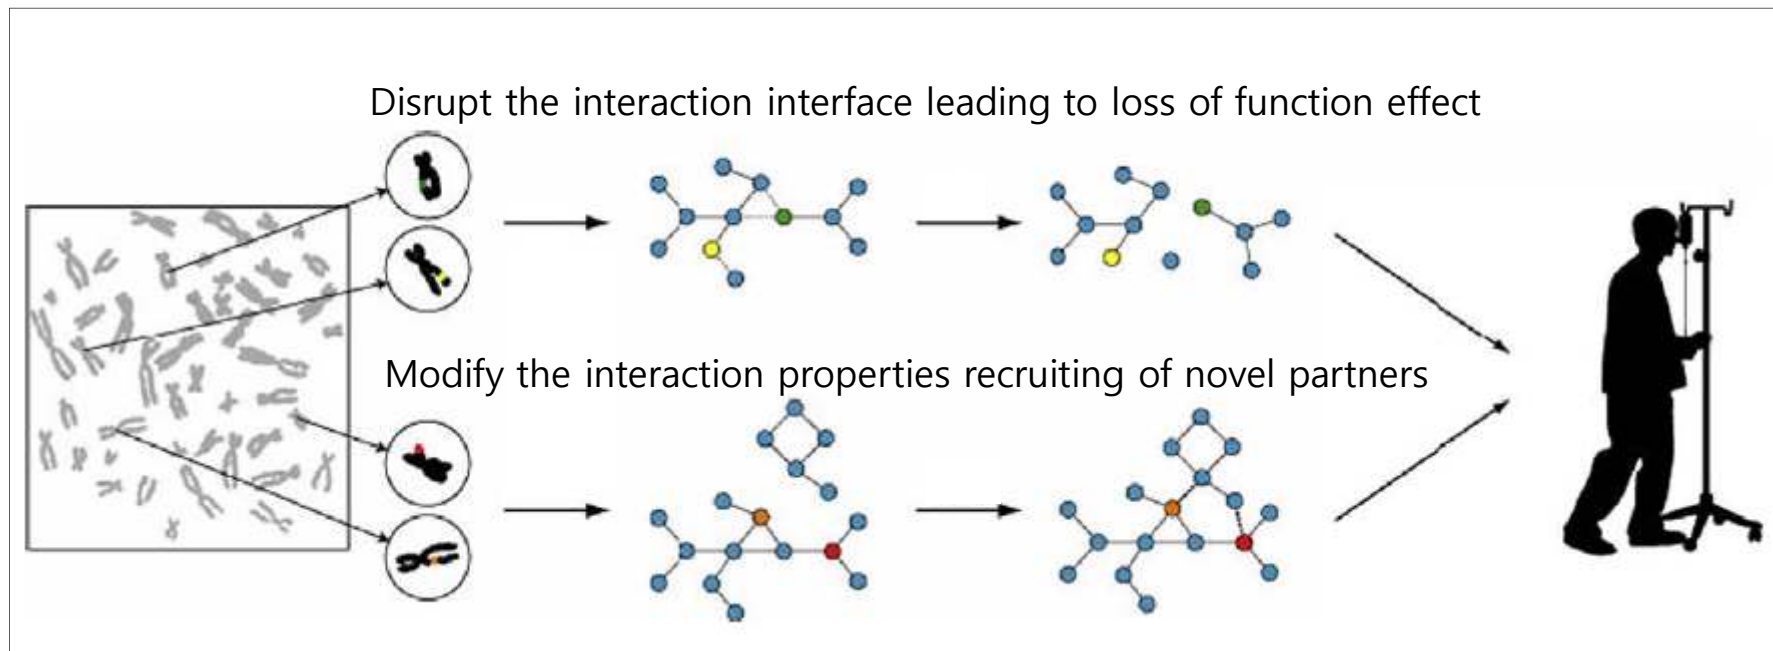 Disrupt the interaction interface leading to loss of function effect
Modify the interaction properties recruiting of novel partners